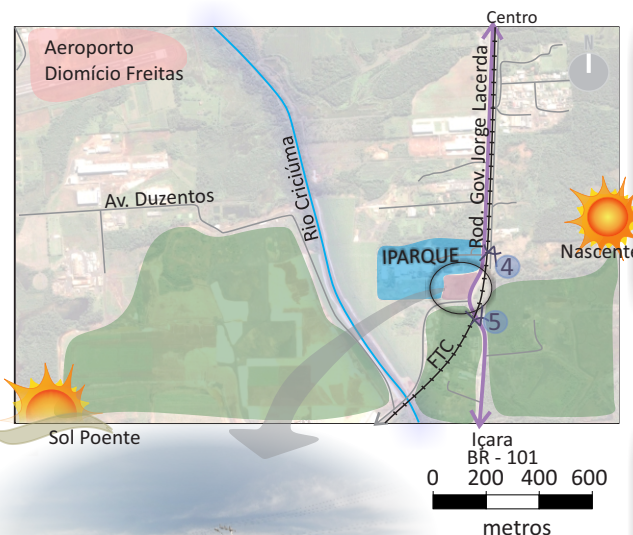 Centro
Aeroporto
Diomício Freitas
N
Rod. Gov. Jorge Lacerda
Rio Criciúma
Av. Duzentos
IPARQUE
Nascente
4
5
FTC
Sol Poente
Içara
BR - 101
0 200 400 600
metros